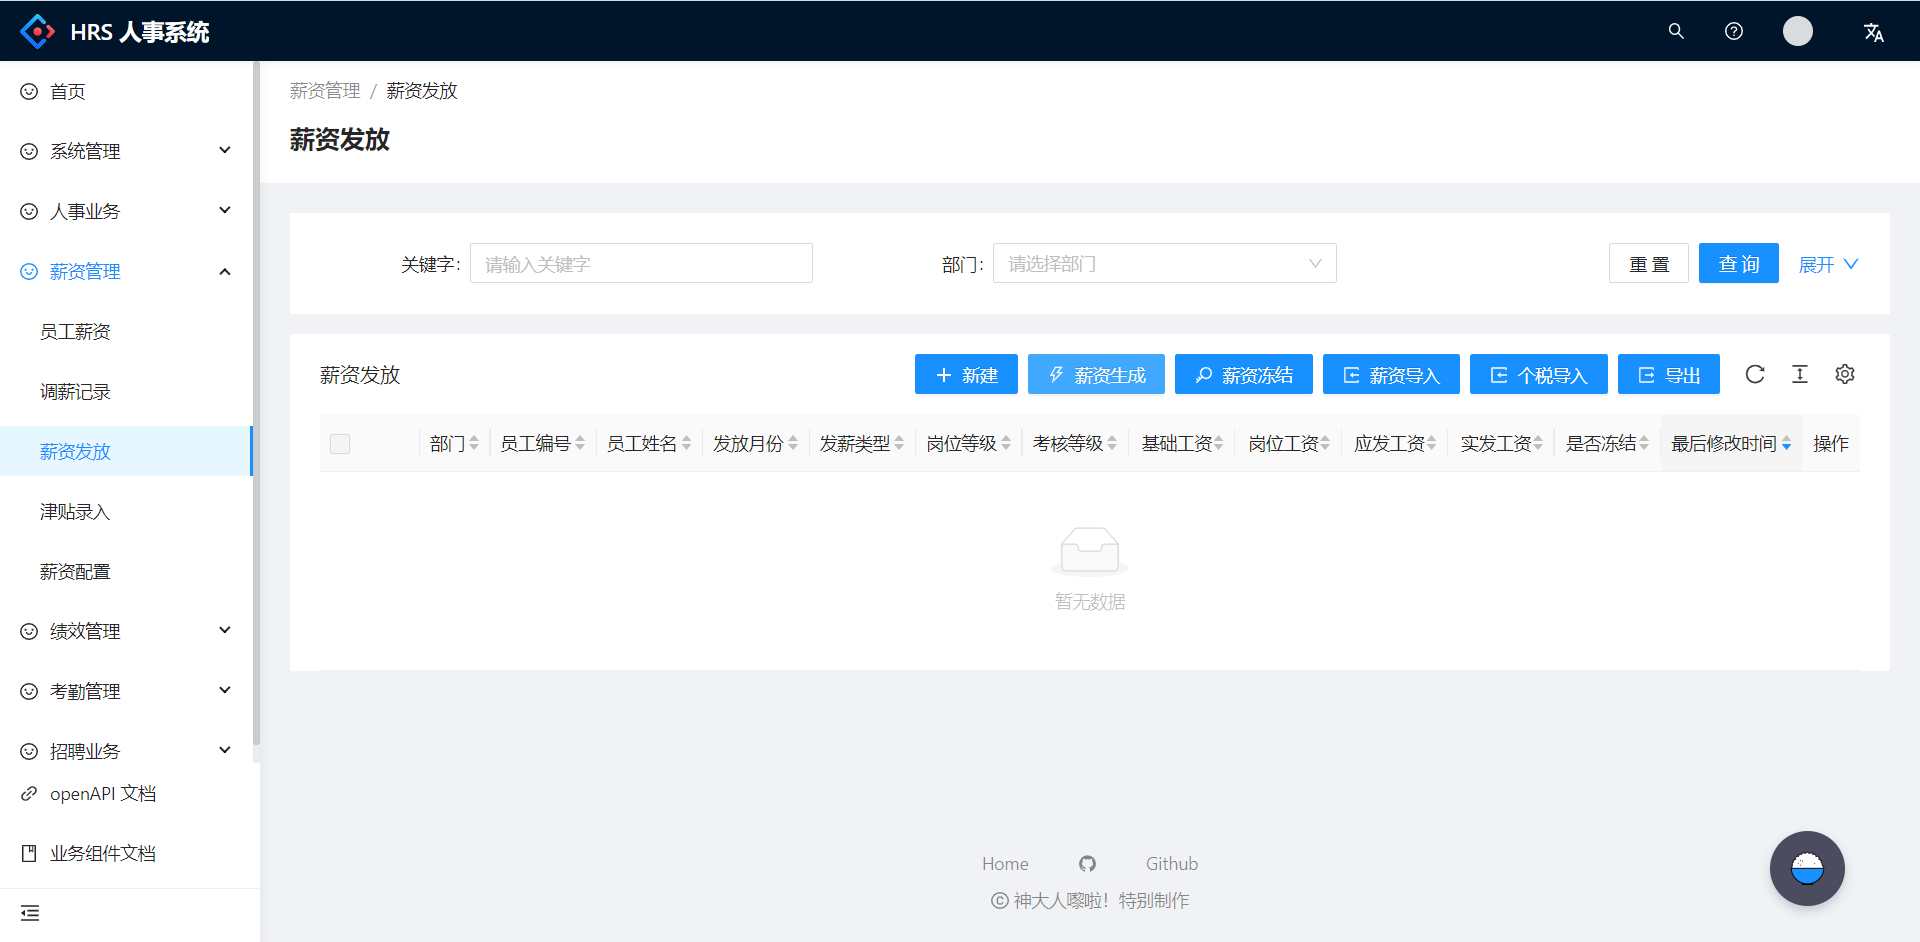 HRS 人事系统
首页
系统管理
人事业务
薪资管理
员工薪资
调薪记录
薪资发放
津贴录入
薪资配置
绩效管理
考勤管理
招聘业务
openAPI 文档
业务组件文档
薪资管理 / 薪资发放
薪资发放
关键字: 请输入关键字 部门: 请选择部门 重 置 查 询 展开
薪资发放 新建 薪资生成 薪资冻结 薪资导入 个税导入 导出
部门 员工编号 员工姓名 发放月份 发薪类型 岗位等级 考核等级 基础工资 岗位工资 应发工资 实发工资 是否冻结 最后修改时间 操作
暂无数据
Home Github
© 神大人嚟啦！特别制作